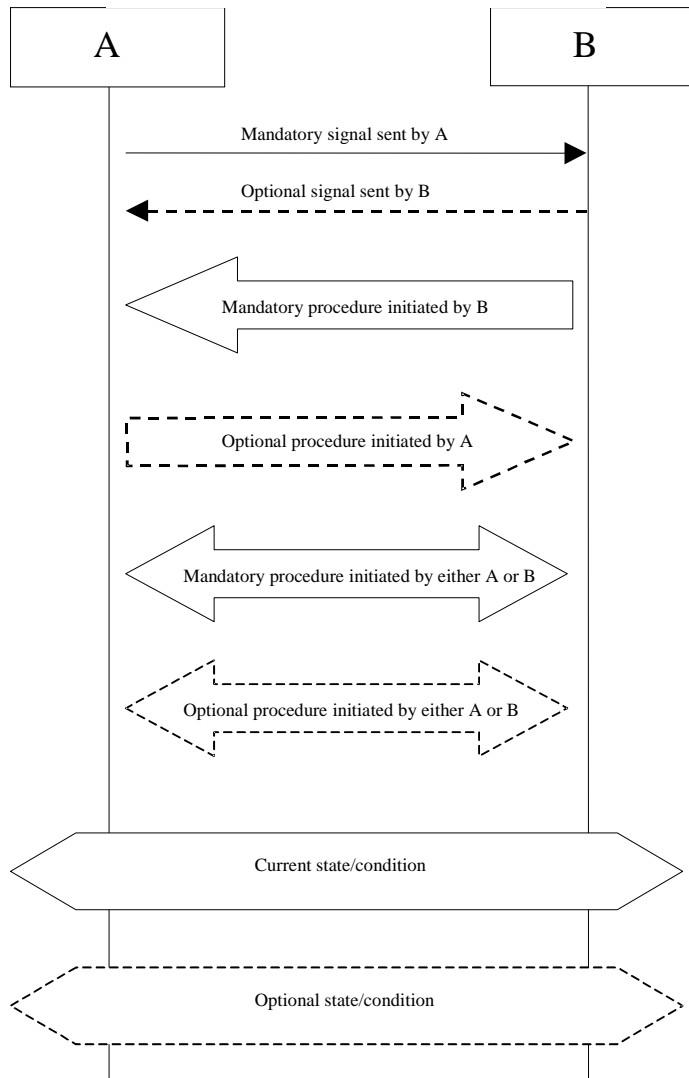 A
B
Mandatory signal sent by A
Optional signal sent by B
Mandatory procedure initiated by B
Optional procedure initiated by A
Mandatory procedure initiated by either A or B
Optional procedure initiated by either A or B
Current state/condition
Optional state/condition